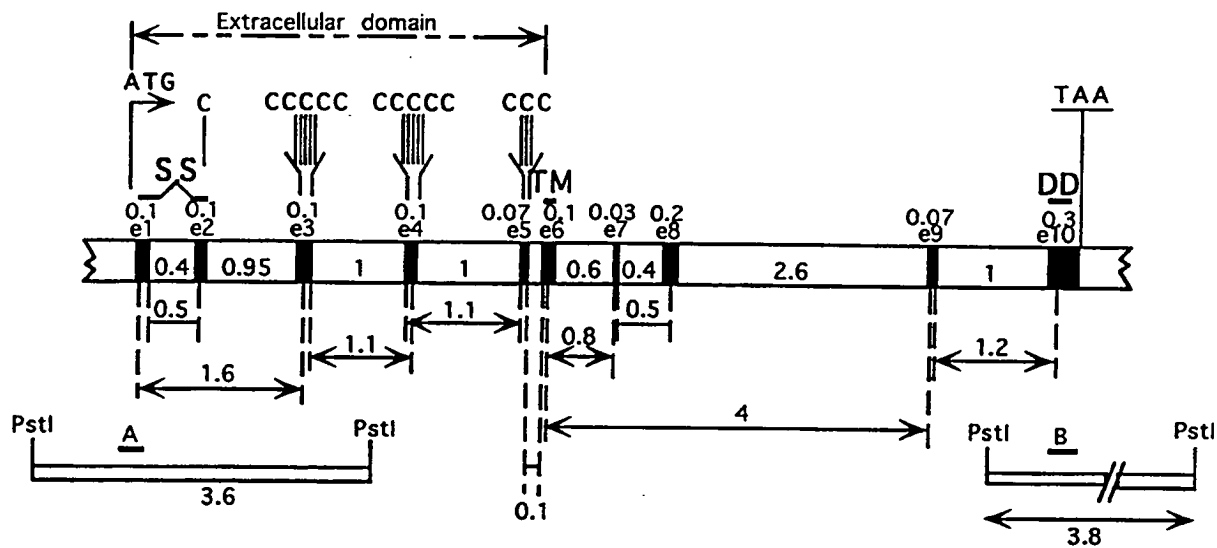 Extracellular domain
ATG C CCCCC CCCCC CCC TAA
SS TM DD
0.1 0.1 0.1 0.1 0.07 0.1 0.03 0.2 0.07 0.3
e1 e2 e3 e4 e5 e6 e7 e8 e9 e10
0.4 0.95 1 1 0.6 0.4 2.6 1
0.5 1.1 0.5
1.1 0.8 1.2
1.6
4
PstI A PstI PstI B PstI
3.6
0.1
3.8